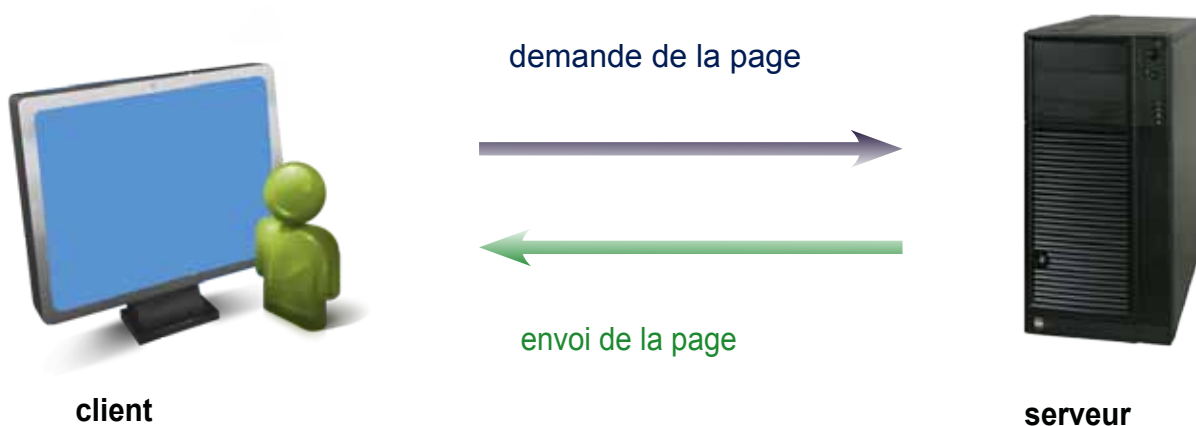 demande de la page
envoi de la page
client
serveur